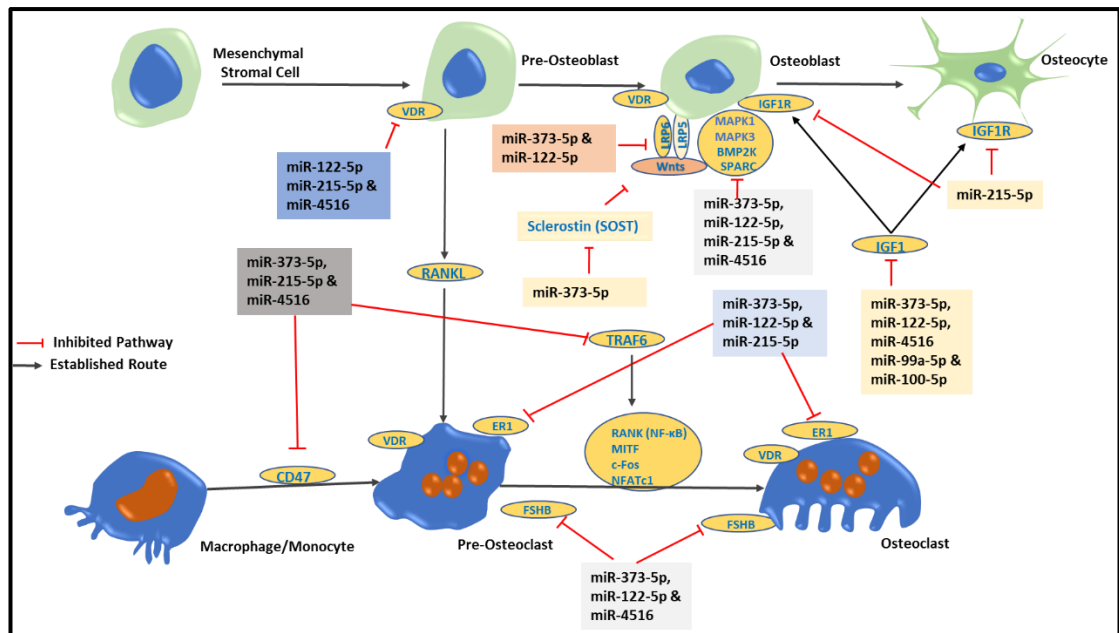 Mesenchymal
Stromal Cell
Pre-Osteoblast
Osteoblast
Osteocyte
VDR
VDR
IGF1R
IGF1R
LRP6
LRP5
Wnts
MAPK1
MAPK3
BMP2K
SPARC
miR-122-5p
miR-215-5p &
miR-4516
miR-373-5p &
miR-122-5p
miR-215-5p
Sclerostin (SOST)
miR-373-5p,
miR-122-5p,
miR-215-5p &
miR-4516
IGF1
miR-373-5p,
miR-215-5p &
miR-4516
RANKL
miR-373-5p
miR-373-5p,
miR-122-5p &
miR-215-5p
miR-373-5p,
miR-122-5p,
miR-4516
miR-99a-5p &
miR-100-5p
Inhibited Pathway
Established Route
TRAF6
VDR
ER1
RANK (NF-κB)
MITF
c-Fos
NFATc1
ER1
VDR
CD47
FSHB
FSHB
Macrophage/Monocyte
Pre-Osteoclast
Osteoclast
miR-373-5p,
miR-122-5p &
miR-4516